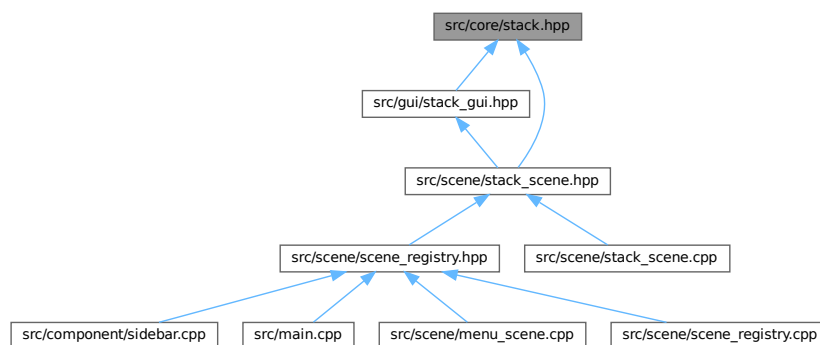 src/core/stack.hpp
src/gui/stack_gui.hpp
src/scene/stack_scene.hpp
src/scene/scene_registry.hpp
src/scene/stack_scene.cpp
src/component/sidebar.cpp
src/main.cpp
src/scene/menu_scene.cpp
src/scene/scene_registry.cpp